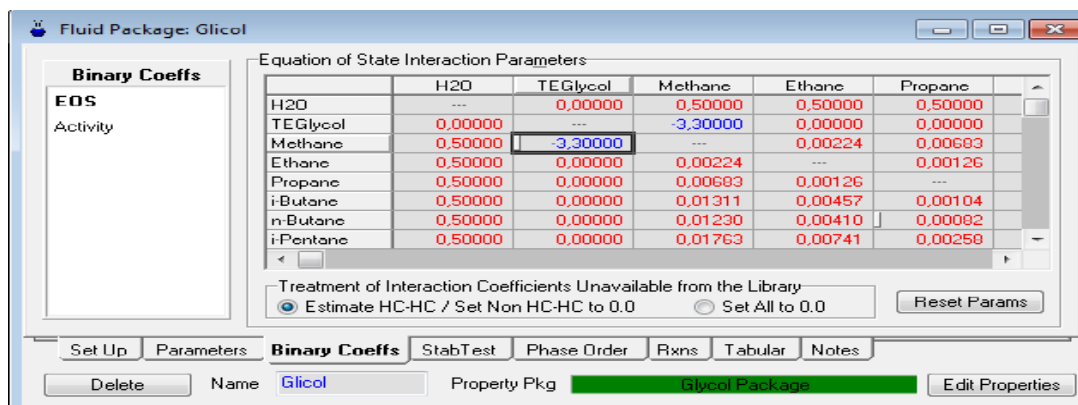 Fluid Package: Glicol
Binary Coeffs
EOS
Activity
Equation of State Interaction Parameters
H2O TEGlycol Methane Ethane Propane
H2O --- 0,00000 0,50000 0,50000 0,50000
TEGlycol 0,00000 --- -3,30000 0,00000 0,00000
Methane 0,50000 -3,30000 --- 0,00224 0,00683
Ethane 0,50000 0,00000 0,00224 --- 0,00126
Propane 0,50000 0,00000 0,00683 0,00126 ---
i-Butane 0,50000 0,00000 0,01311 0,00457 0,00104
n-Butane 0,50000 0,00000 0,01230 0,00410 0,00082
i-Pentane 0,50000 0,00000 0,01763 0,00741 0,00258
Treatment of Interaction Coefficients Unavailable from the Library
Estimate HC-HC / Set Non HC-HC to 0.0 Set All to 0.0 Reset Params
Set Up Parameters Binary Coeffs StabTest Phase Order Rxns Tabular Notes
Delete Name Glicol Property Pkg Glycol Package Edit Properties